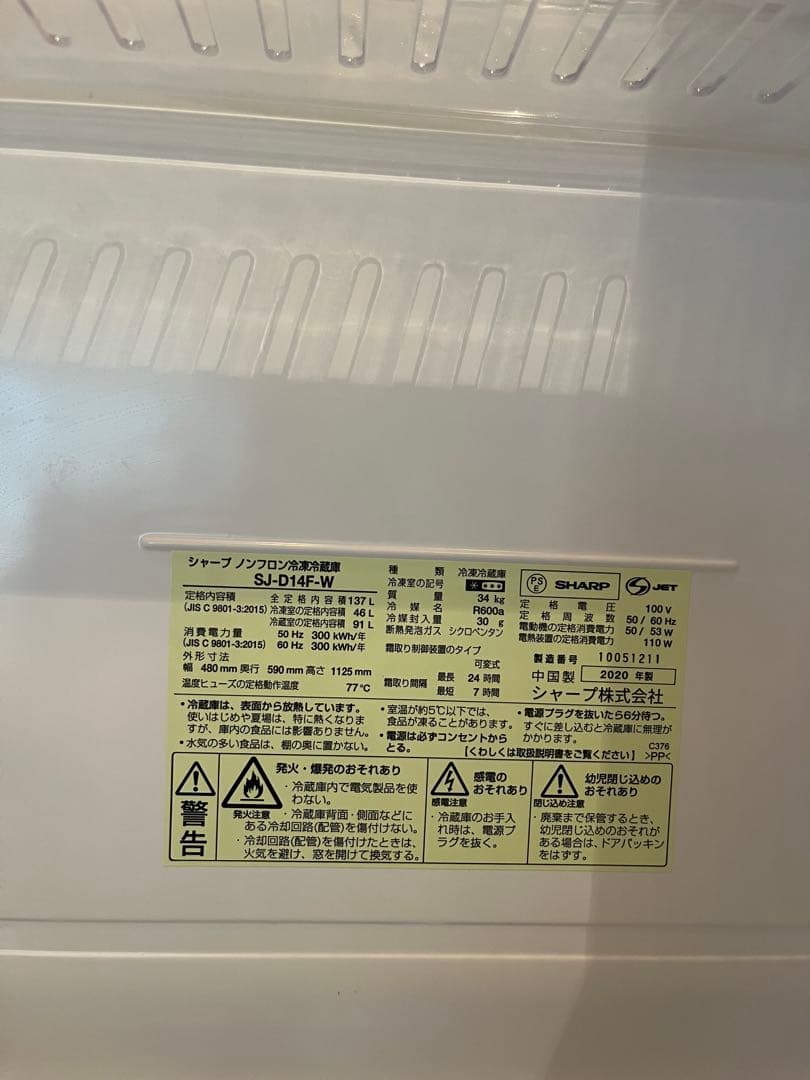 シャープ ノンフロン冷凍冷蔵庫
SJ-D14F-W
定格内容積 全定格内容積 137 L
(JIS C 9801-3:2015) 冷凍室の定格内容積 46 L
冷蔵室の定格内容積 91 L
消費電力量 50 Hz 300 kWh/年
(JIS C 9801-3:2015) 60 Hz 300 kWh/年
外形寸法
幅 480 mm 奥行 590 mm 高さ 1125 mm
温度ヒューズの定格動作温度 77℃
種類 冷凍冷蔵庫
冷凍室の記号
質量 34 kg
冷媒名 R600a
冷媒封入量 30 g
断熱発泡ガス シクロペンタン
霜取り制御装置のタイプ
可変式
霜取り間隔 最長 24 時間
最短 7 時間
PSE SHARP S JET
定格電圧 100 V
定格周波数 50 / 60 Hz
電動機の定格消費電力 50 / 53 W
電熱装置の定格消費電力 110 W
製造番号 10051211
中国製 2020 年製
シャープ株式会社
・冷蔵庫は、表面から放熱しています。
使いはじめや夏場は、特に熱くなりま
すが、庫内の食品には影響ありません。
・水気の多い食品は、棚の奥に置かない。
・室温が約5℃以下では、
食品が凍ることがあります。
・電源は必ずコンセントから
とる。
・電源プラグを抜いたら6分待つ。
すぐに差し込むと冷蔵庫に無理が
かかります。
【くわしくは取扱説明書をご覧ください】
C376
>PP<
警告
発火・爆発のおそれあり
発火注意
・冷蔵庫内で電気製品を使
わない。
・冷蔵庫背面・側面などに
ある冷却回路(配管)を傷付けない。
・冷却回路(配管)を傷付けたときは、
火気を避け、窓を開けて換気する。
感電の
おそれあり
感電注意
・冷蔵庫のお手入
れ時は、電源プ
ラグを抜く。
幼児閉じ込めの
おそれあり
閉じ込め注意
・廃棄まで保管するとき、
幼児閉じ込めのおそれが
ある場合は、ドアパッキン
をはずす。